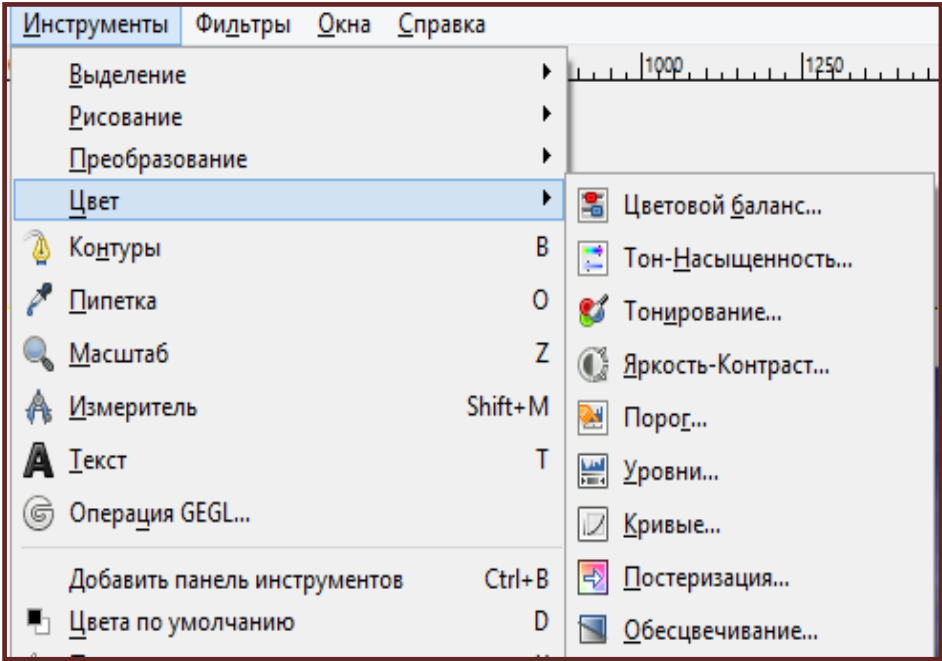 Инструменты Фильтры Окна Справка
1000 1250
Выделение
Рисование
Преобразование
Цвет
Контуры B
Пипетка O
Масштаб Z
Измеритель Shift+M
Текст T
Операция GEGL...
Добавить панель инструментов Ctrl+B
Цвета по умолчанию D
Цветовой баланс...
Тон-Насыщенность...
Тонирование...
Яркость-Контраст...
Порог...
Уровни...
Кривые...
Постеризация...
Обесцвечивание...